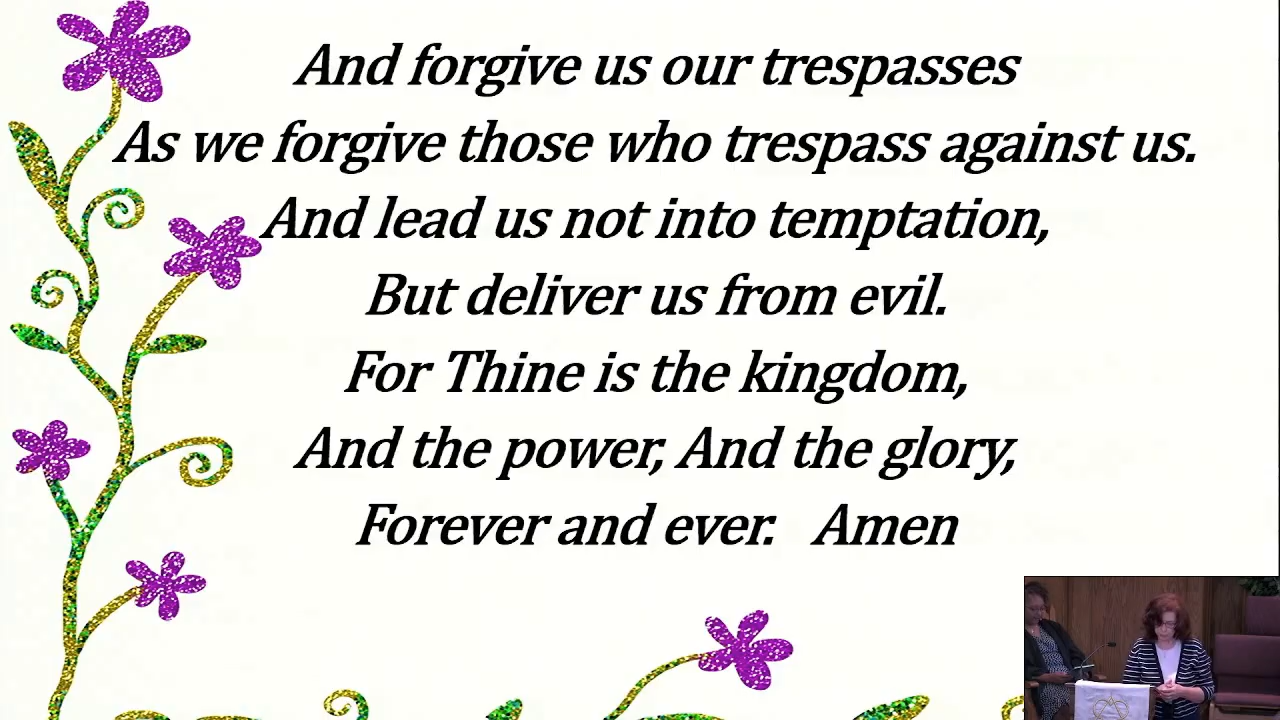 And forgive us our trespasses
As we forgive those who trespass against us.
And lead us not into temptation,
But deliver us from evil.
For Thine is the kingdom,
And the power, And the glory,
Forever and ever. Amen